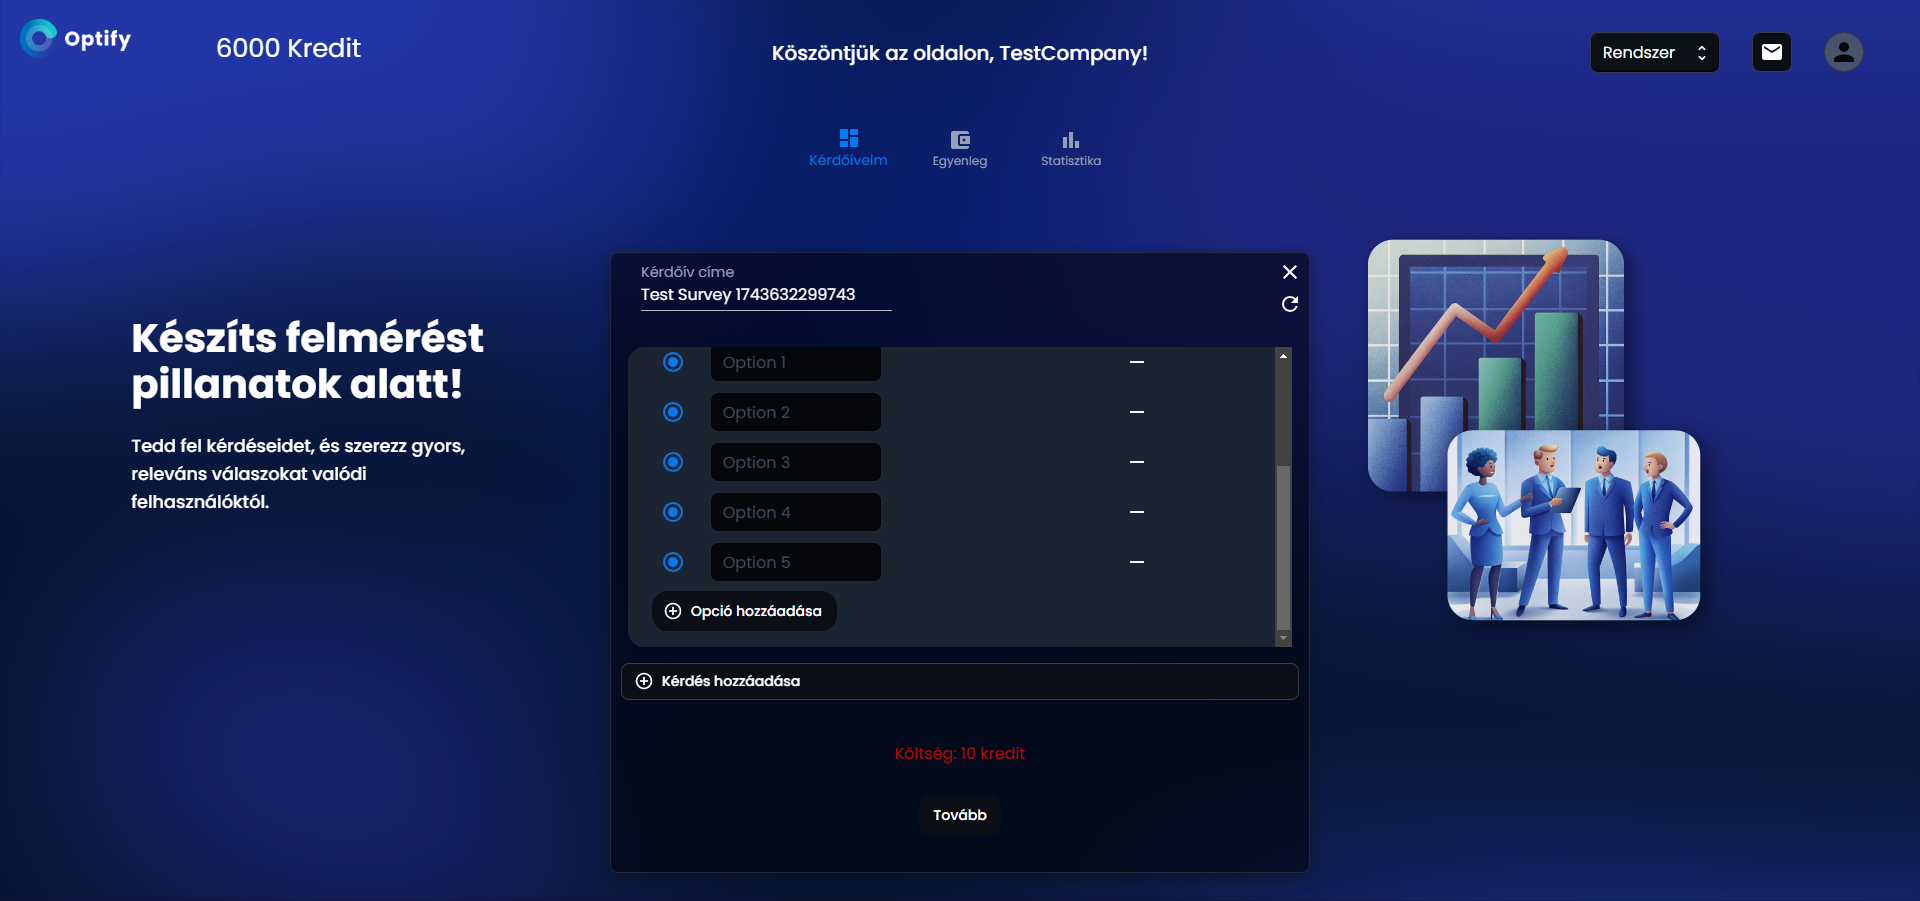 Optify
6000 Kredit
Köszöntjük az oldalon, TestCompany!
Rendszer
Kérdőíveim
Egyenleg
Statisztika
Készíts felmérést
pillanatok alatt!
Tedd fel kérdéseidet, és szerezz gyors,
releváns válaszokat valódi
felhasználóktól.
Kérdőív címe
Test Survey 1743632299743
Option 1
Option 2
Option 3
Option 4
Option 5
Opció hozzáadása
Kérdés hozzáadása
Költség: 10 kredit
Tovább